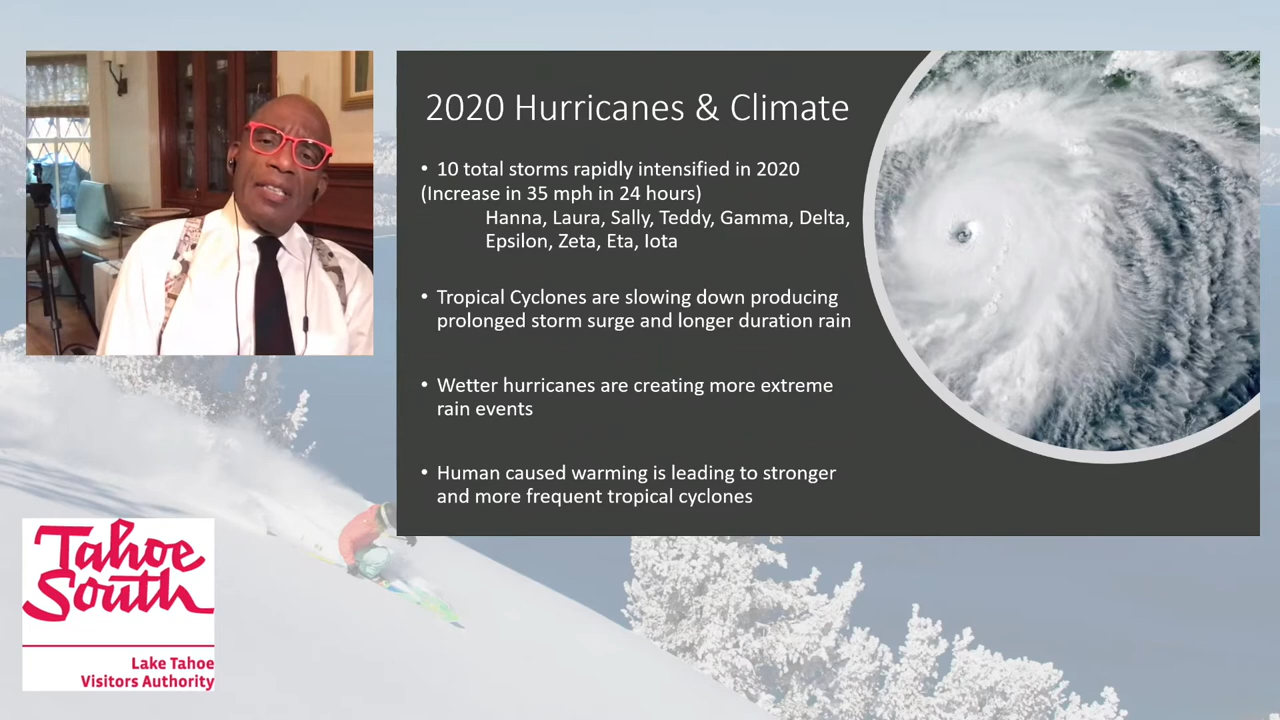 2020 Hurricanes & Climate
• 10 total storms rapidly intensified in 2020
(Increase in 35 mph in 24 hours)
Hanna, Laura, Sally, Teddy, Gamma, Delta,
Epsilon, Zeta, Eta, Iota
• Tropical Cyclones are slowing down producing
prolonged storm surge and longer duration rain
• Wetter hurricanes are creating more extreme
rain events
• Human caused warming is leading to stronger
and more frequent tropical cyclones
Tahoe
South
Lake Tahoe
Visitors Authority